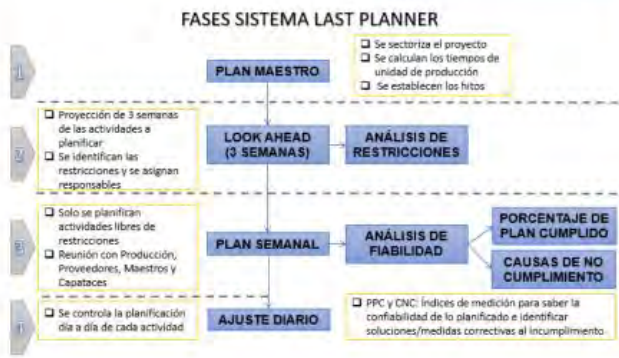 FASES SISTEMA LAST PLANNER
1
PLAN MAESTRO
❑ Se sectoriza el proyecto
❑ Se calculan los tiempos de
unidad de producción
❑ Se establecen los hitos
❑ Proyección de 3 semanas
de las actividades a
planificar
❑ Se identifican las
restricciones y se asignan
responsables
2
LOOK AHEAD
(3 SEMANAS)
ANÁLISIS DE
RESTRICCIONES
❑ Solo se planifican
actividades libres de
restricciones
❑ Reunión con Producción,
Proveedores, Maestros y
Capataces
3
PLAN SEMANAL
ANÁLISIS DE
FIABILIDAD
PORCENTAJE DE
PLAN CUMPLIDO
CAUSAS DE NO
CUMPLIMIENTO
❑ Se controla la planificación
día a día de cada actividad
4
AJUSTE DIARIO
❑ PPC y CNC: Índices de medición para saber la
confiabilidad de lo planificado e identificar
soluciones/medidas correctivas al incumplimiento